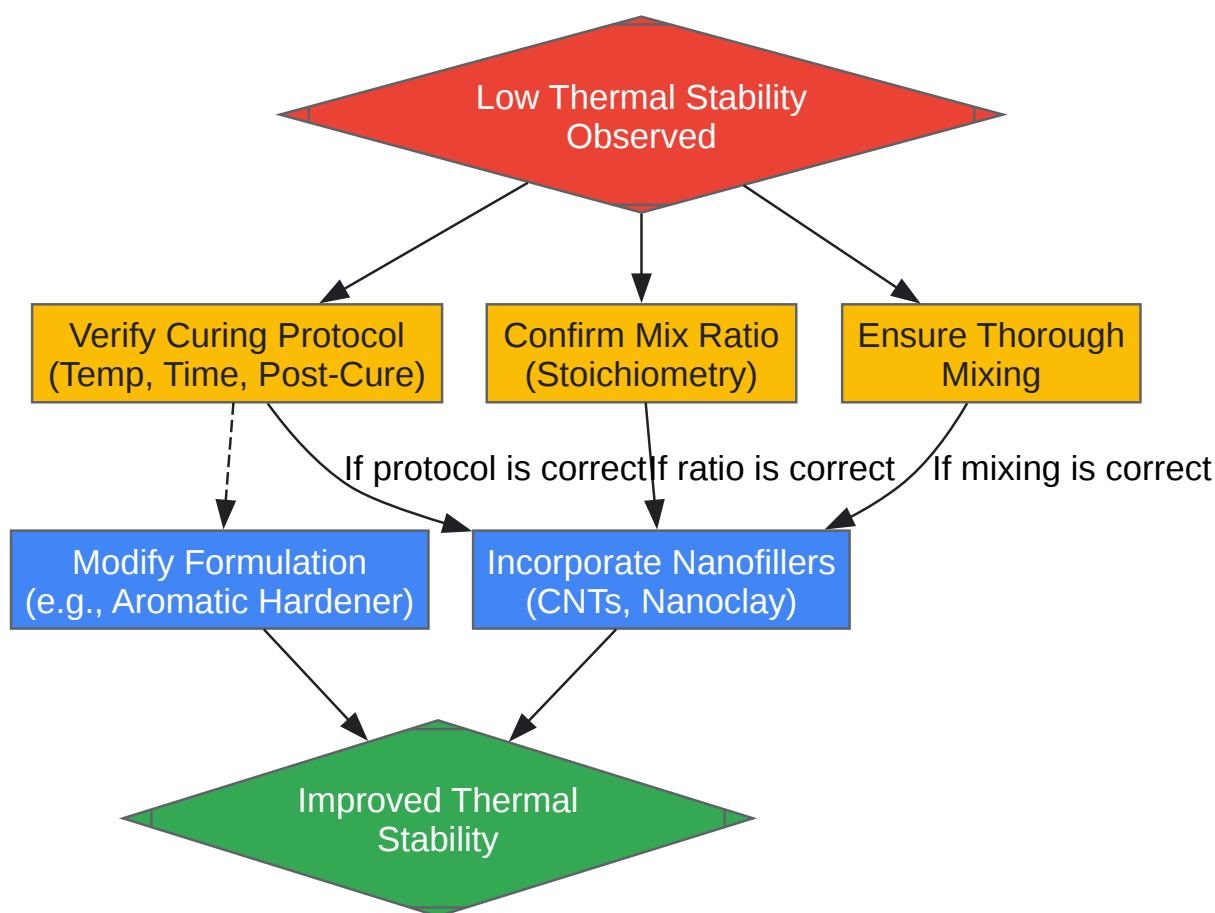 Low Thermal Stability
Observed
Verify Curing Protocol
(Temp, Time, Post-Cure)
Confirm Mix Ratio
(Stoichiometry)
Ensure Thorough
Mixing
If protocol is correct
If ratio is correct
If mixing is correct
Modify Formulation
(e.g., Aromatic Hardener)
Incorporate Nanofillers
(CNTs, Nanoclay)
Improved Thermal
Stability